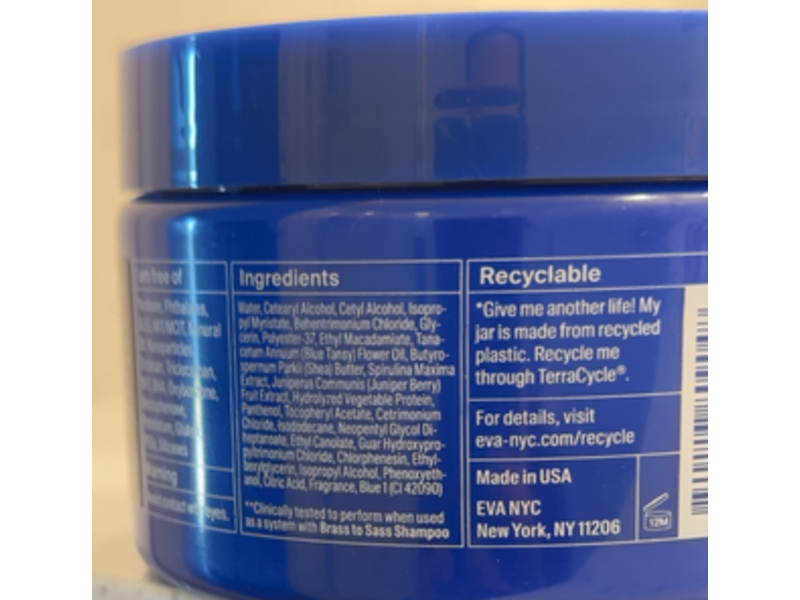 am free of
Mineral
eyes.
Ingredients
Water, Cetearyl Alcohol, Cetyl Alcohol, Isopro-
pyl Myristate, Behentrimonium Chloride, Gly-
cerin, Polyester-37, Ethyl Macadamiate, Tana-
cetum Annuum (Blue Tansy) Flower Oil, Butyro-
spermum Parkii (Shea) Butter, Spirulina Maxima
Extract, Juniperus Communis (Juniper Berry)
Fruit Extract, Hydrolyzed Vegetable Protein,
Panthenol, Tocopheryl Acetate, Cetrimonium
Chloride, Isododecane, Neopentyl Glycol Di-
heptanoate, Ethyl Canolate, Guar Hydroxypro-
pyltrimonium Chloride, Chlorphenesin, Ethyl-
hexylglycerin, Isopropyl Alcohol, Phenoxyeth-
anol, Citric Acid, Fragrance, Blue 1 (CI 42090)
**Clinically tested to perform when used
as a system with Brass to Sass Shampoo
Recyclable
*Give me another life! My
jar is made from recycled
plastic. Recycle me
through TerraCycle®.
For details, visit
eva-nyc.com/recycle
Made in USA
EVA NYC
New York, NY 11206
12M